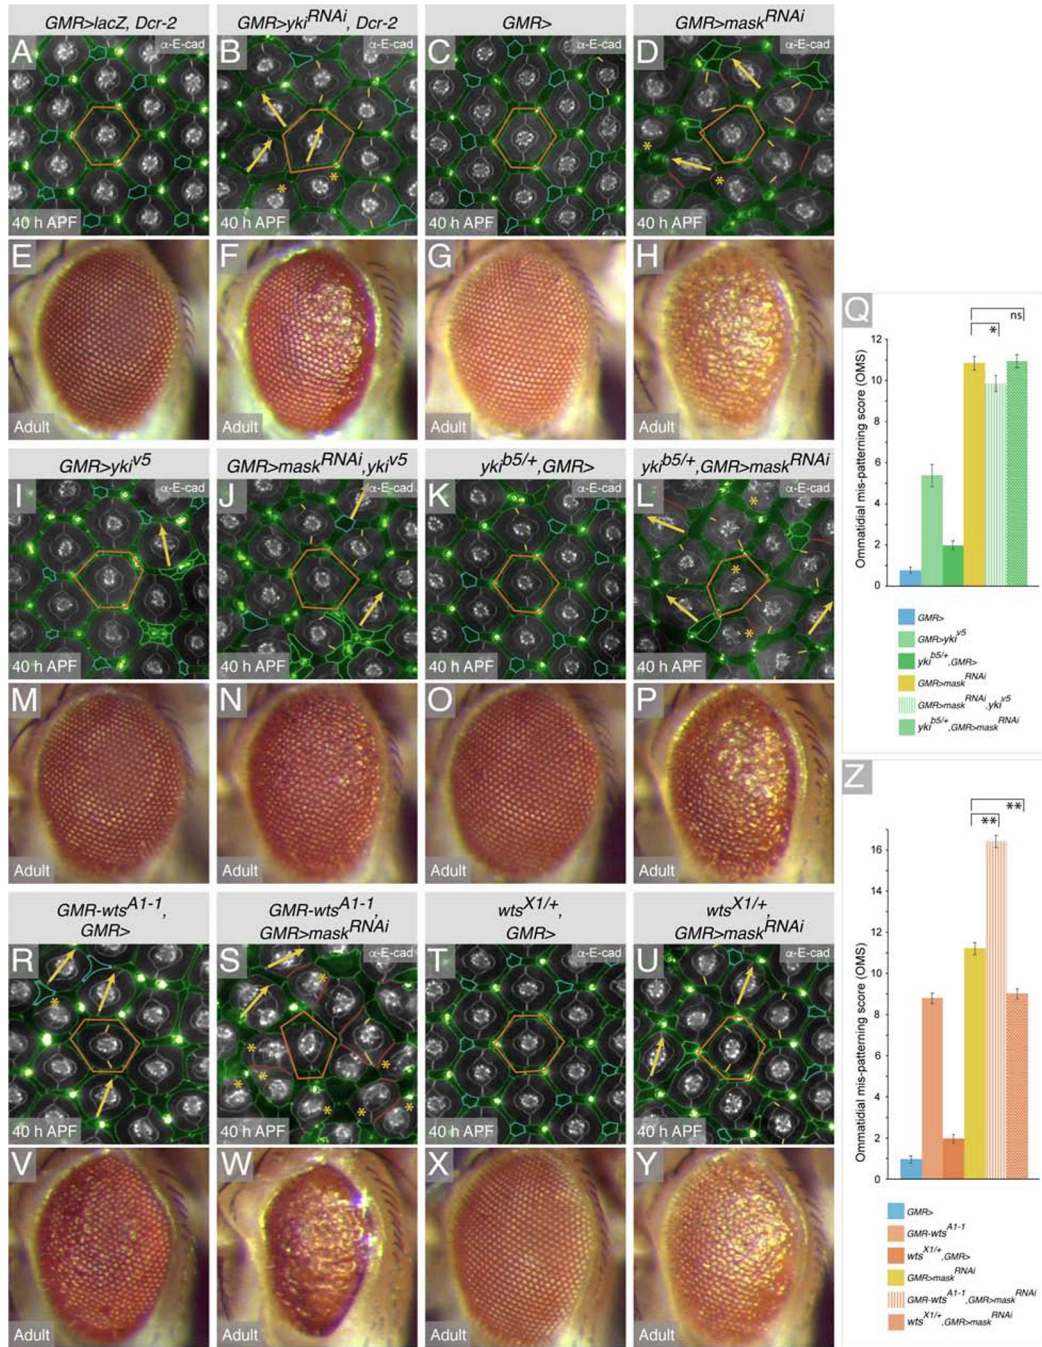 GMR>lacZ, Dcr-2
GMR>yki^RNAi, Dcr-2
GMR>
GMR>mask^RNAi
A
α-E-cad
40 h APF
B
α-E-cad
40 h APF
C
α-E-cad
40 h APF
D
α-E-cad
*
*
*
*
40 h APF
E
Adult
F
Adult
G
Adult
H
Adult
GMR>yki^v5
GMR>mask^RNAi,yki^v5
yki^b5/+,GMR>
yki^b5/+,GMR>mask^RNAi
I
α-E-cad
40 h APF
J
α-E-cad
40 h APF
K
α-E-cad
40 h APF
L
α-E-cad
*
*
*
40 h APF
M
Adult
N
Adult
O
Adult
P
Adult
GMR-wts^A1-1,
GMR>
GMR-wts^A1-1,
GMR>mask^RNAi
wts^X1/+,
GMR>
wts^X1/+,
GMR>mask^RNAi
R
α-E-cad
*
40 h APF
S
α-E-cad
*
*
*
*
*
*
*
40 h APF
T
α-E-cad
40 h APF
U
α-E-cad
40 h APF
V
Adult
W
Adult
X
Adult
Y
Adult
Q
ns
*
Ommatidial mis-patterning score (OMS)
12
10
8
6
4
2
0
GMR>
GMR>yki^v5
yki^b5/+,GMR>
GMR>mask^RNAi
GMR>mask^RNAi,yki^v5
yki^b5/+,GMR>mask^RNAi
Z
**
**
Ommatidial mis-patterning score (OMS)
16
14
12
10
8
6
4
2
0
GMR>
GMR-wts^A1-1
wts^X1/+,GMR>
GMR>mask^RNAi
GMR-wts^A1-1,GMR>mask^RNAi
wts^X1/+,GMR>mask^RNAi